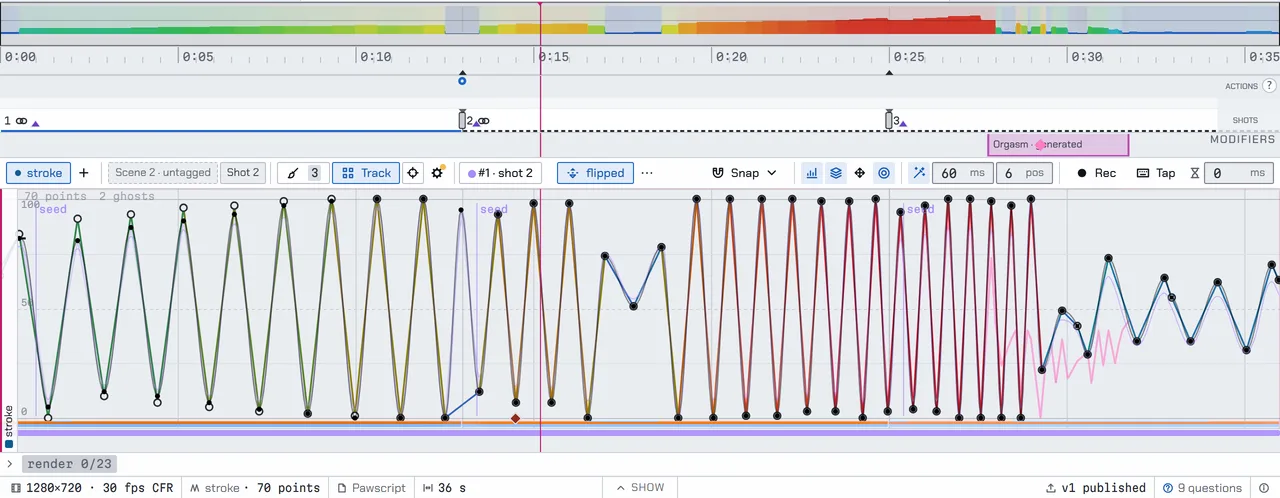 0:00 0:05 0:10 0:15 0:20 0:25 0:30 0:35
ACTIONS ?
1 2 3 SHOTS
Orgasm · generated MODIFIERS
stroke + Scene 2 · untagged Shot 2 3 Track #1 · shot 2 flipped ··· Snap 60 ms 6 pos Rec Tap 0 ms
70 points 2 ghosts
100 seed seed seed
50
0
stroke
render 0/23
1280×720 · 30 fps CFR stroke · 70 points Pawscript 36 s SHOW v1 published 9 questions